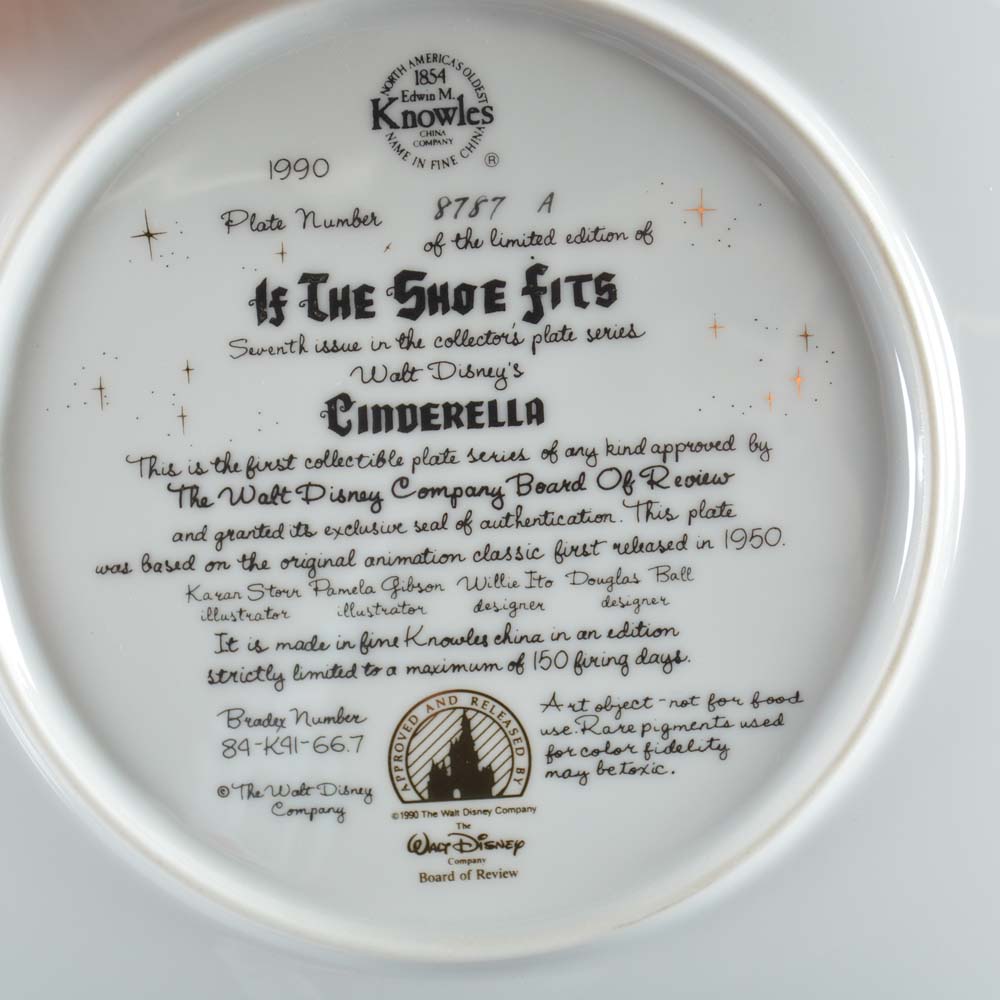 NORTH AMERICA'S OLDEST
1854
Edwin M.
Knowles
CHINA
COMPANY
NAME IN FINE CHINA
®
1990
Plate Number 8787 A
of the limited edition of
If The Shoe Fits
Seventh issue in the collector's plate series
Walt Disney's
CINDERELLA
This is the first collectible plate series of any kind approved by
The Walt Disney Company Board Of Review
and granted its exclusive seal of authentication. This plate
was based on the original animation classic first released in 1950.
Karan Storr Pamela Gibson Willie Ito Douglas Ball
illustrator illustrator designer designer
It is made in fine Knowles china in an edition
strictly limited to a maximum of 150 firing days.
Bradex Number
84-K41-66.7
© The Walt Disney
Company
APPROVED AND RELEASED BY
©1990 The Walt Disney Company
The
WALT DISNEY
Company
Board of Review
Art object - not for food
use. Rare pigments used
for color fidelity
may be toxic.